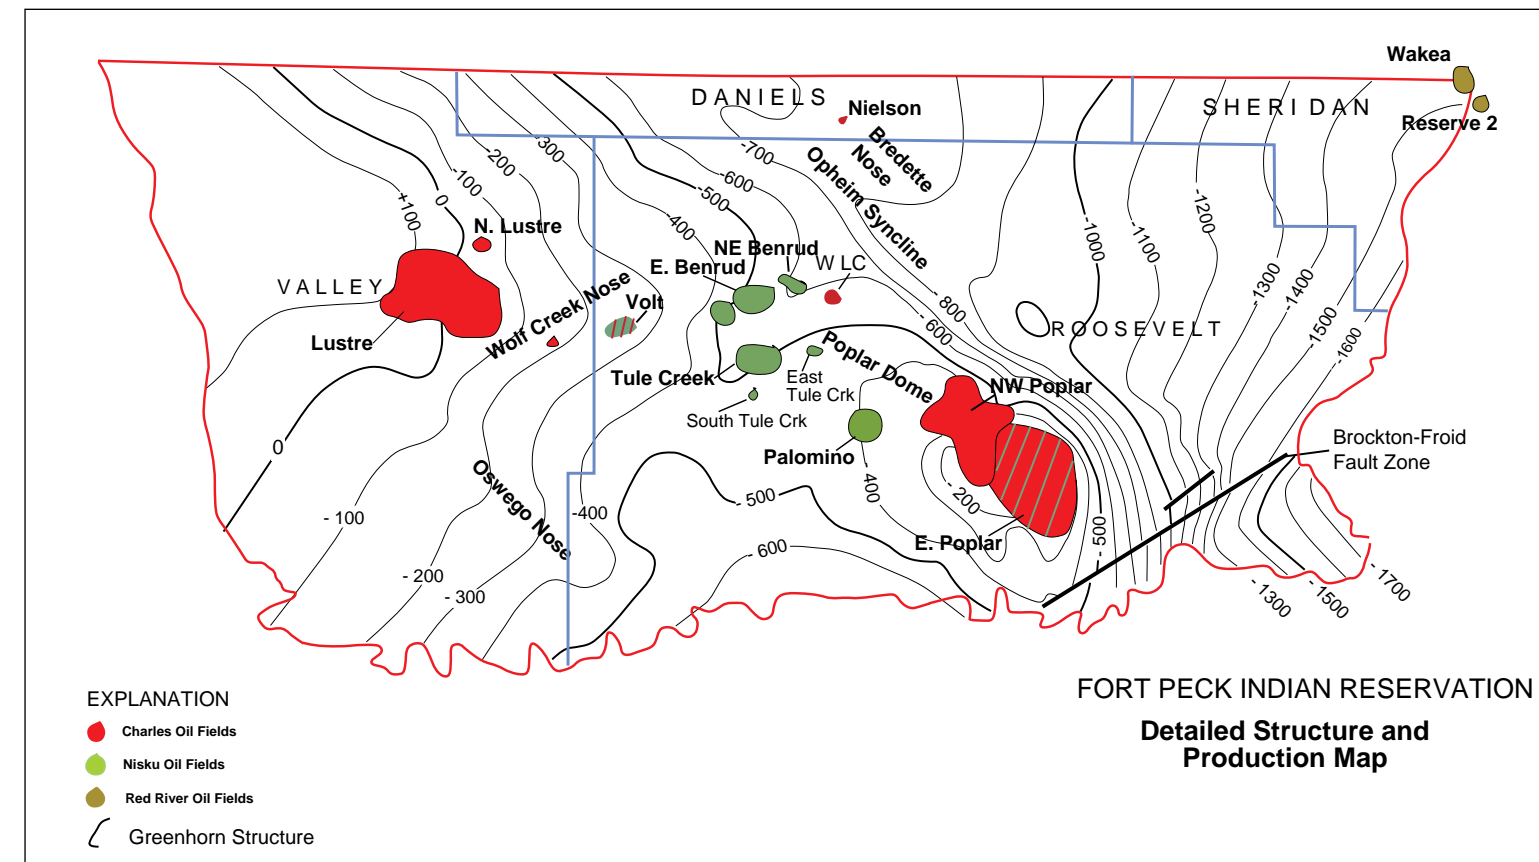 Wakea
DANIELS
SHERIDAN
Nielson
Reserve 2
Bredette
Nose
Opheim Syncline
-700
-600
-500
-400
-300
-200
-100
0
+100
N. Lustre
NE Benrud
WLC
E. Benrud
VALLEY
Wolf Creek Nose
Volt
-1000
-1100
-1200
-1300
-1400
-1500
-1600
- 800
- 600
ROOSEVELT
Lustre
Tule Creek
East
Tule Crk
Poplar Dome
NW Poplar
South Tule Crk
Palomino
Brockton-Froid
Fault Zone
0
Oswego Nose
- 400
- 200
- 500
- 100
-400
E. Poplar
- 500
- 600
- 200
- 300
- 1300
- 1500
- 1700
FORT PECK INDIAN RESERVATION
Detailed Structure and
Production Map
EXPLANATION
Charles Oil Fields
Nisku Oil Fields
Red River Oil Fields
Greenhorn Structure